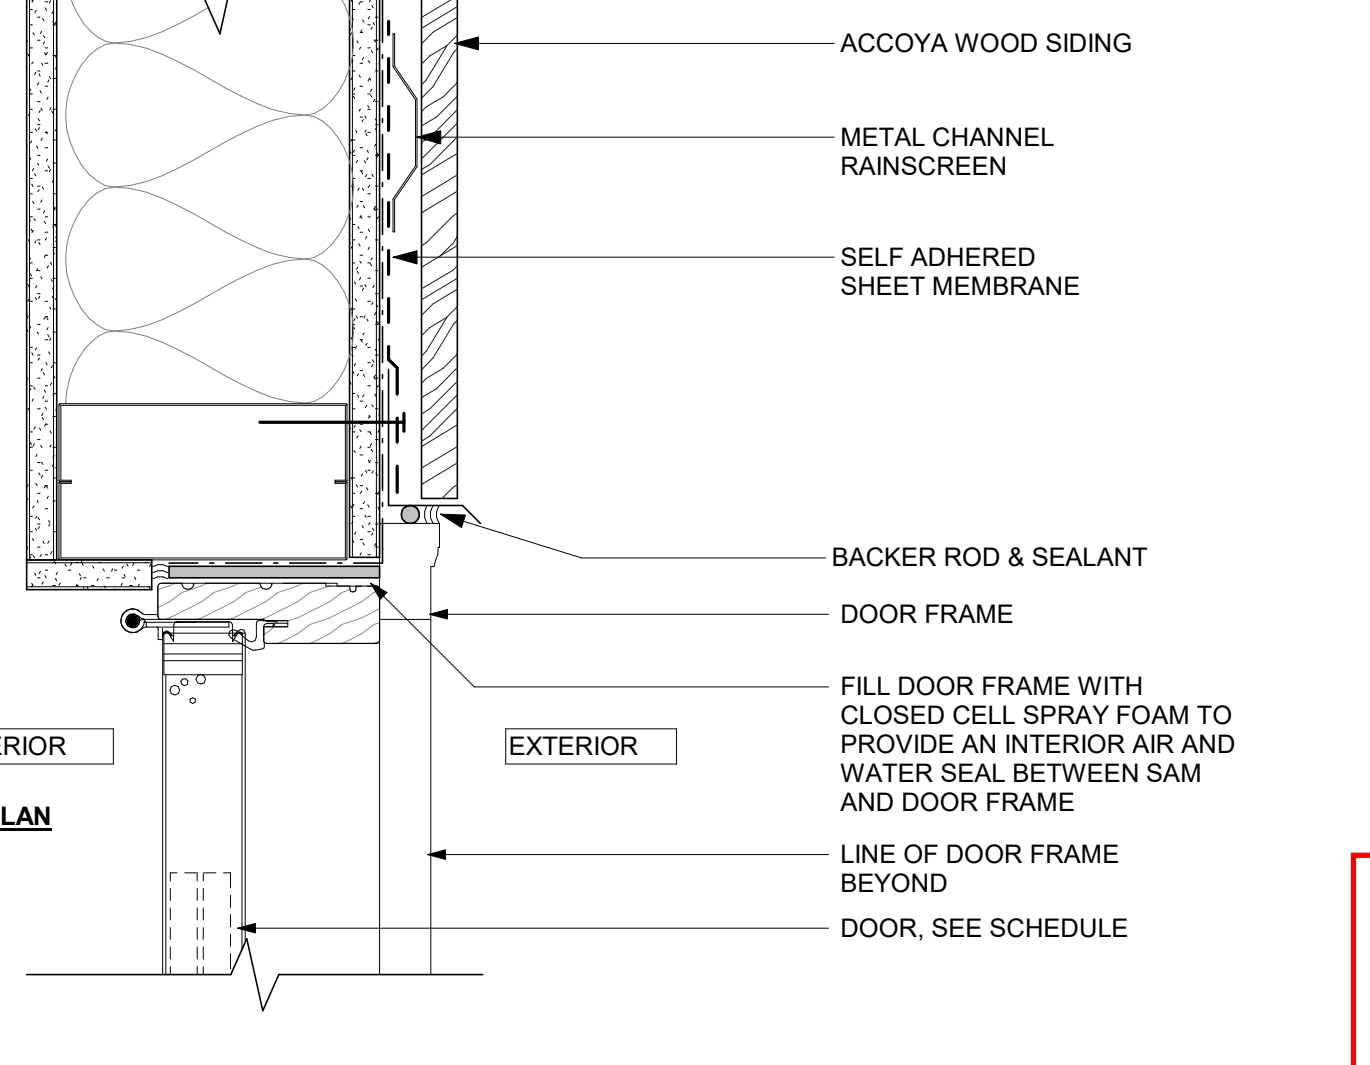 ACCOYA WOOD SIDING
METAL CHANNEL
RAINSCREEN
SELF ADHERED
SHEET MEMBRANE
BACKER ROD & SEALANT
DOOR FRAME
FILL DOOR FRAME WITH
CLOSED CELL SPRAY FOAM TO
PROVIDE AN INTERIOR AIR AND
WATER SEAL BETWEEN SAM
AND DOOR FRAME
ERIOR
EXTERIOR
LAN
LINE OF DOOR FRAME
BEYOND
DOOR, SEE SCHEDULE